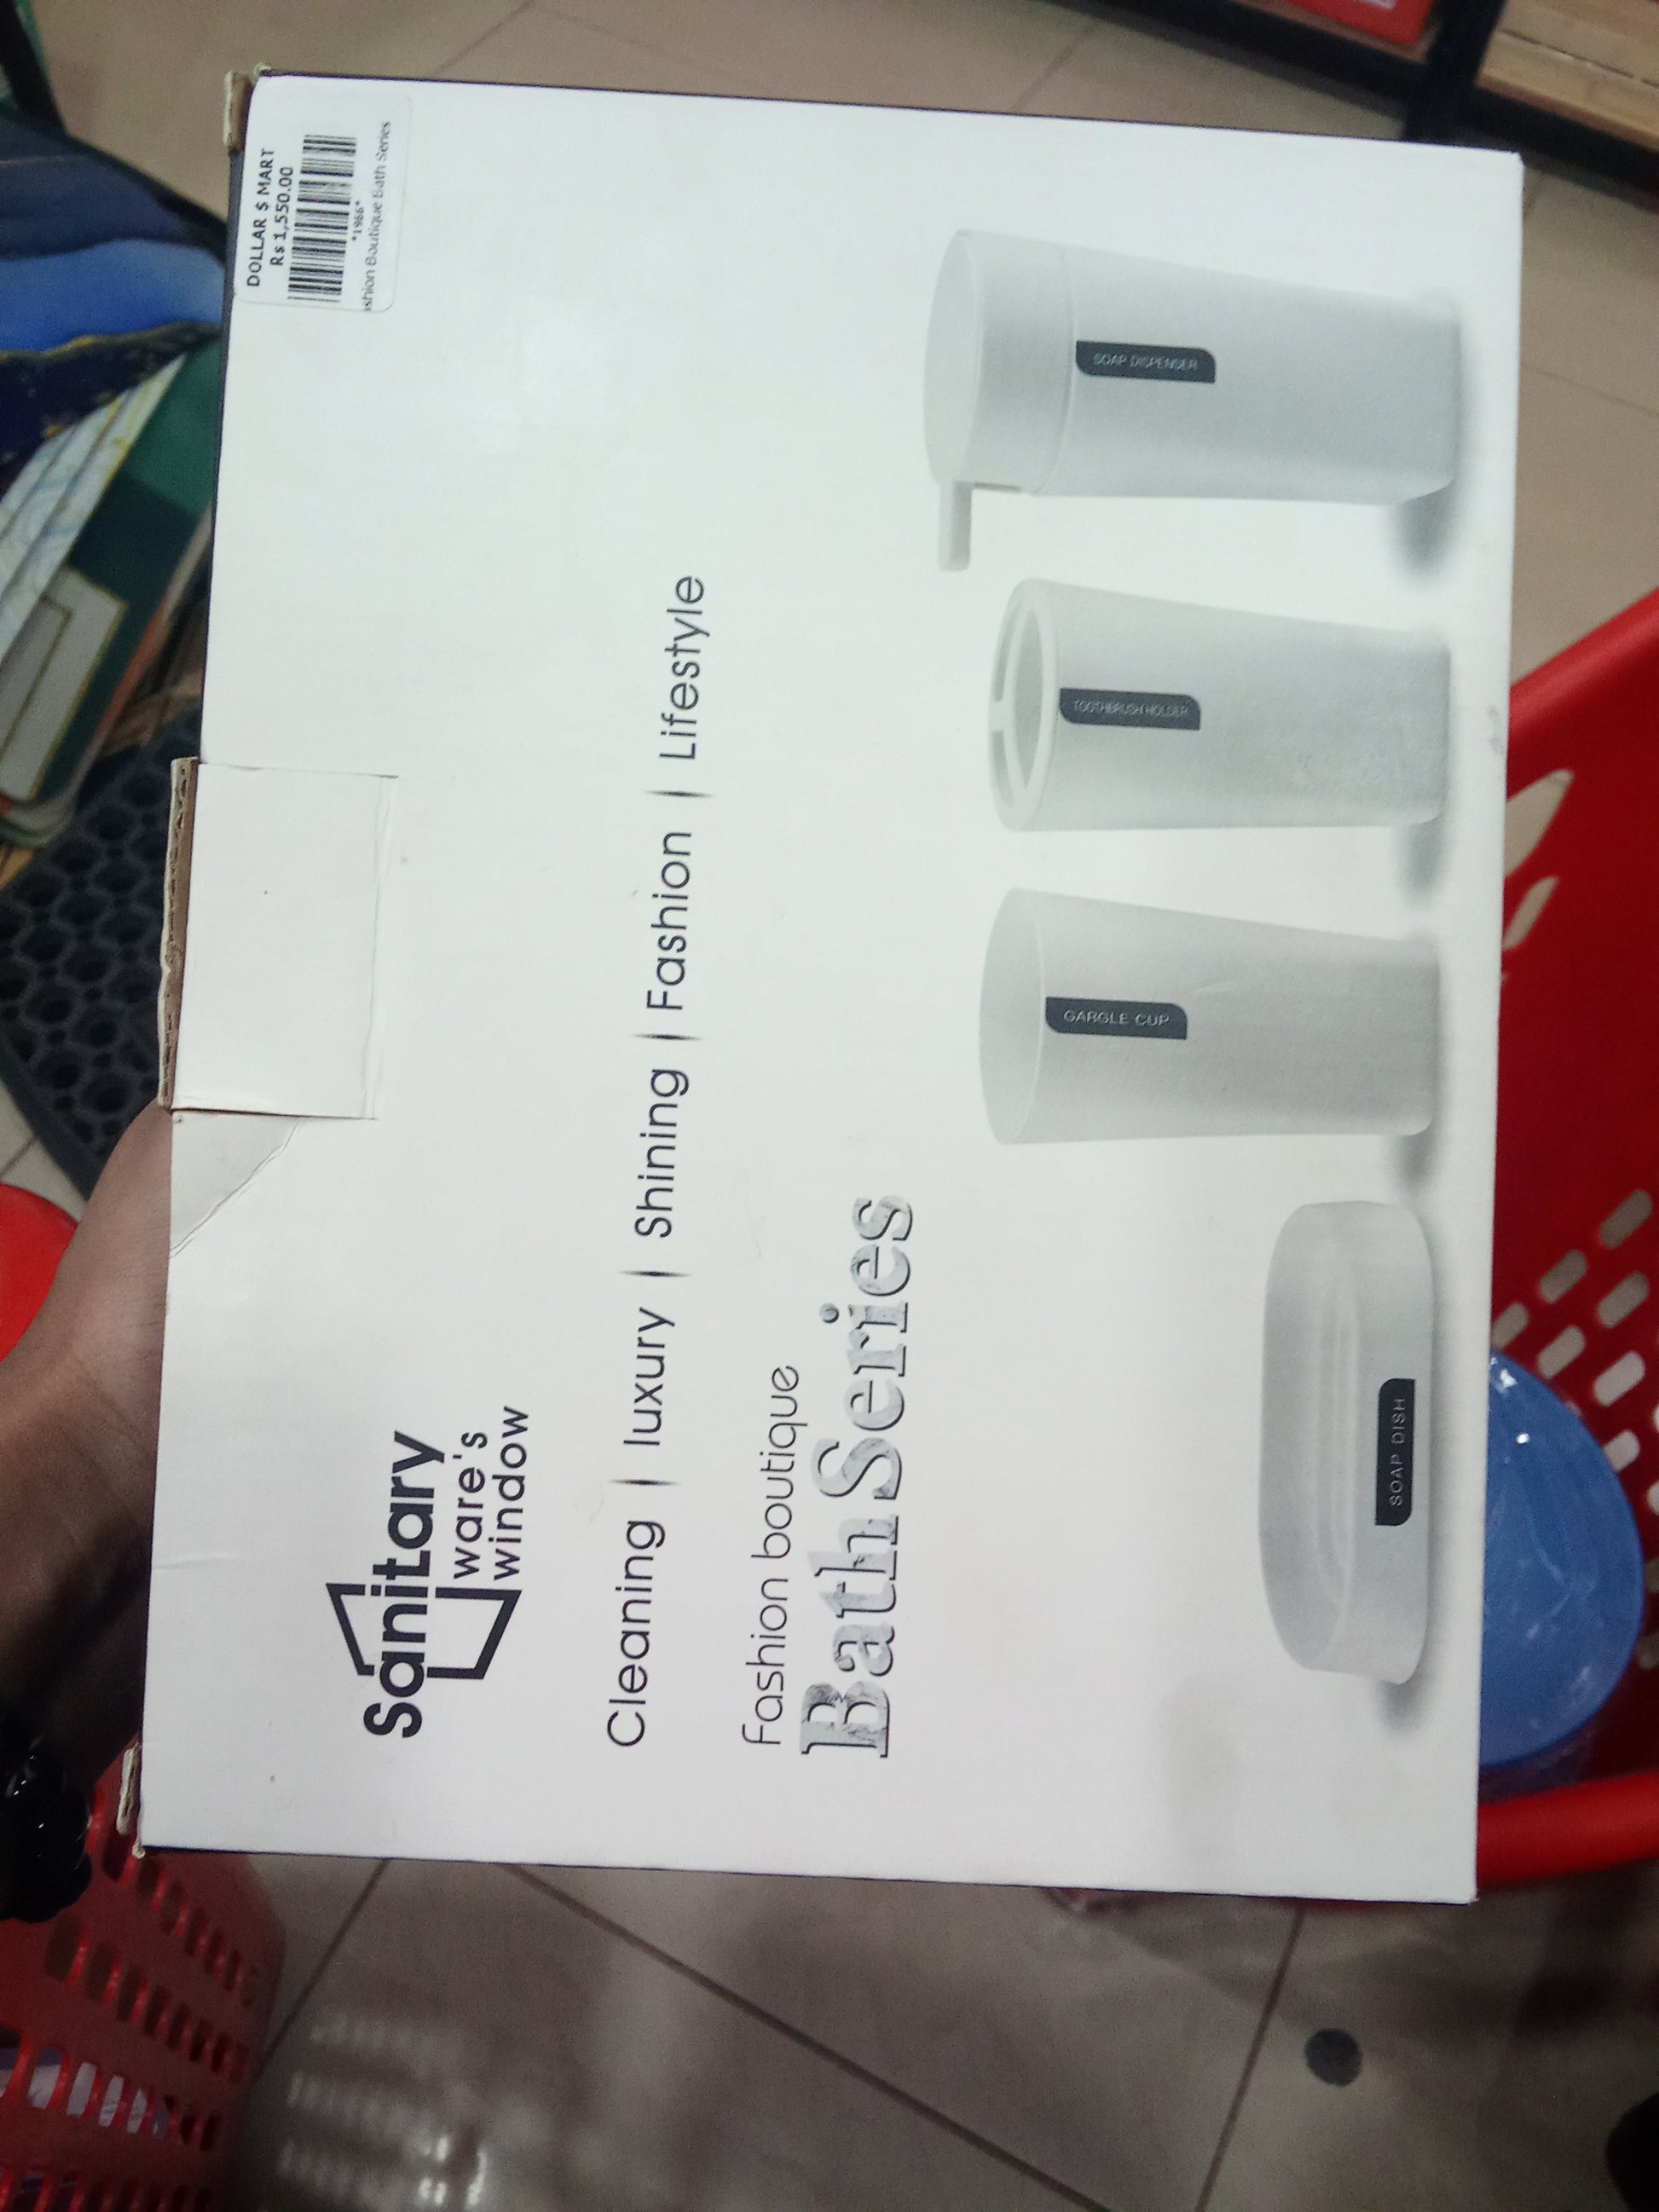 DOLLAR $ MART
Rs 1,550.00
*1966*
shion Boutique Bath Series
Sanitary
ware's
window
Cleaning | luxury | Shining | Fashion | Lifestyle
Fashion boutique
Bath Series
SOAP DISH
GARGLE CUP
TOOTHBRUSH HOLDER
SOAP DISPENSER